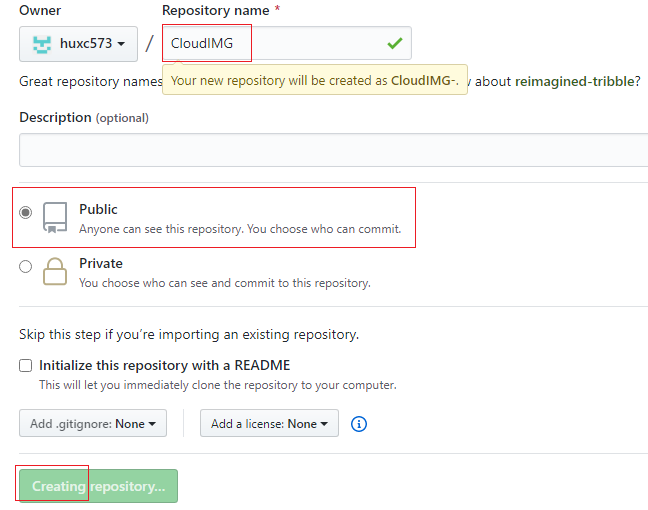 Owner Repository name *
huxc573 / CloudIMG
Your new repository will be created as CloudIMG-.
Great repository names about reimagined-tribble?
Description (optional)
Public
Anyone can see this repository. You choose who can commit.
Private
You choose who can see and commit to this repository.
Skip this step if you’re importing an existing repository.
Initialize this repository with a README
This will let you immediately clone the repository to your computer.
Add .gitignore: None Add a license: None
Creating repository...